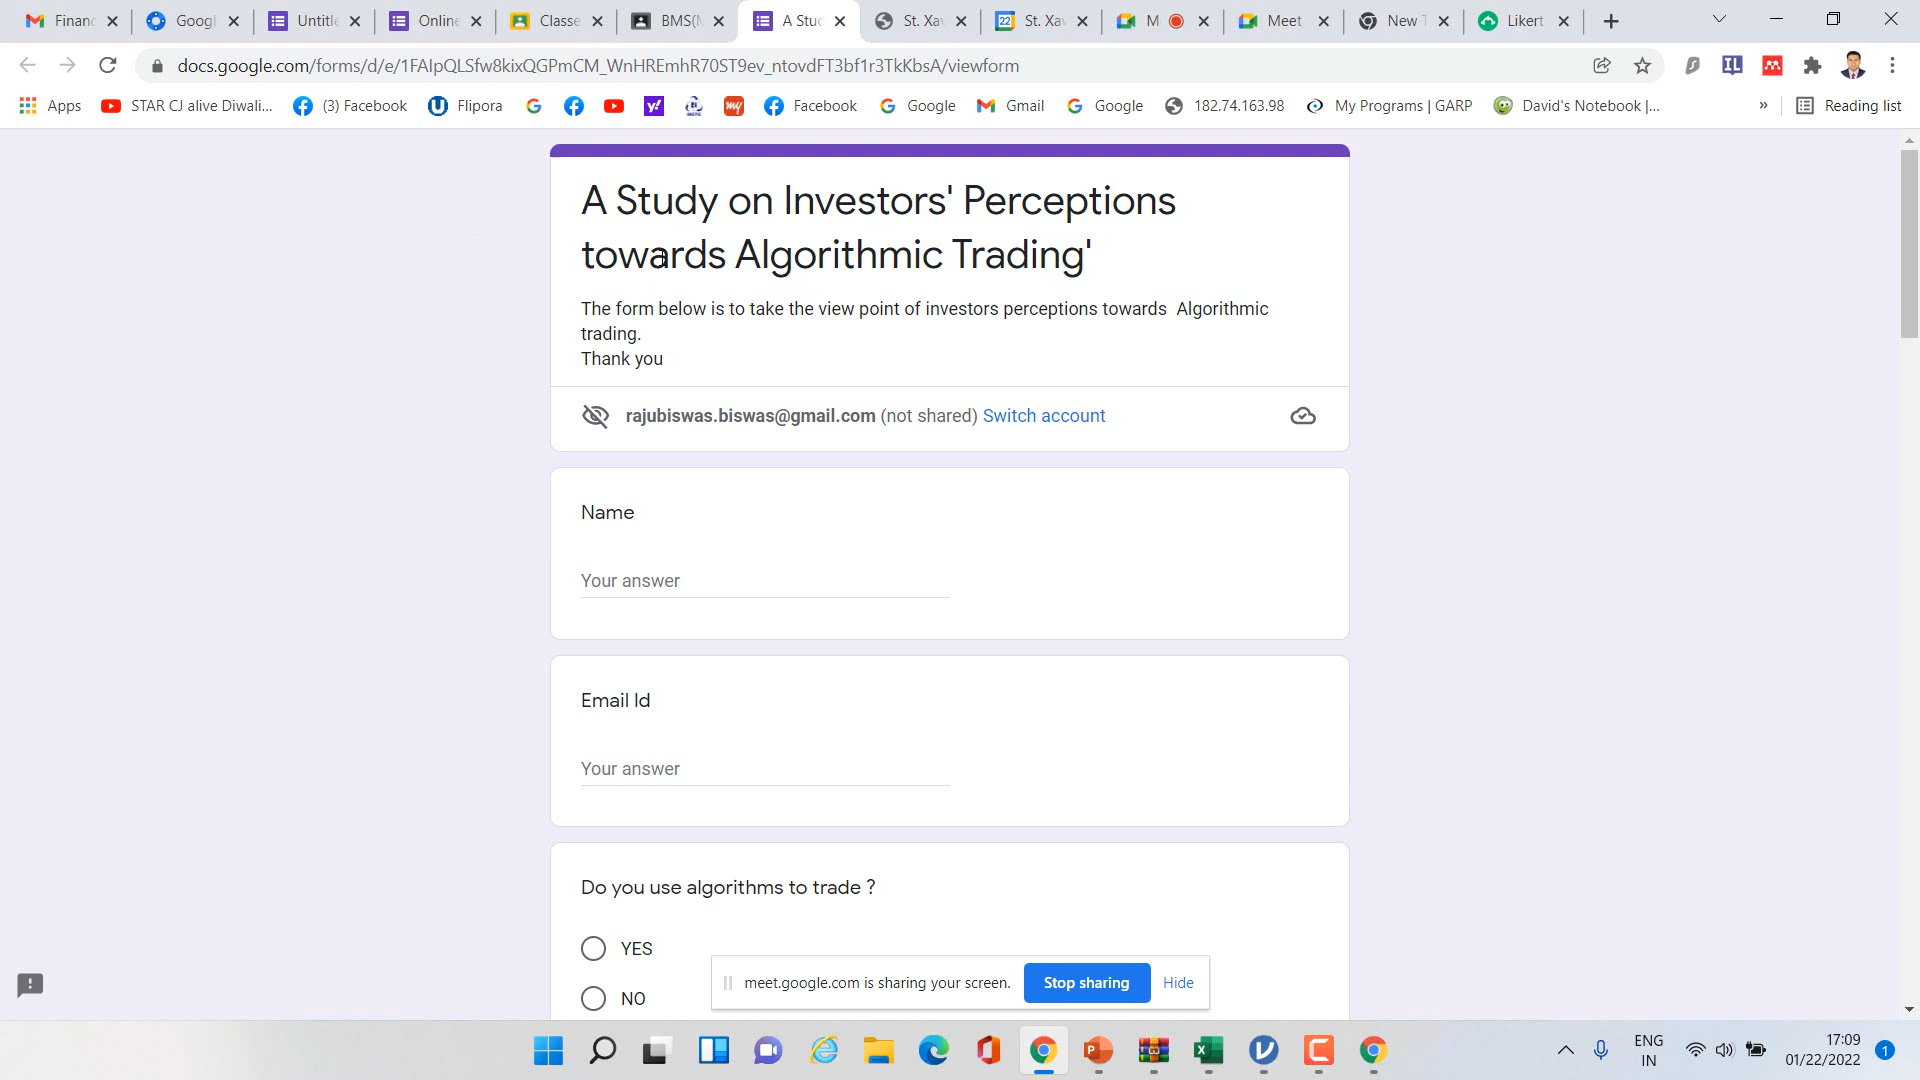 Financ
Googl
Untitle
Online
Classe
BMS(M
A Stud
St. Xav
22
St. Xav
M
Meet
New T
Likert
docs.google.com/forms/d/e/1FAIpQLSfw8kixQGPmCM_WnHREmhR70ST9ev_ntovdFT3bf1r3TkKbsA/viewform
IL
Apps
STAR CJ alive Diwali...
(3) Facebook
Flipora
Facebook
Google
Gmail
Google
182.74.163.98
My Programs | GARP
David's Notebook |...
»
Reading list
A Study on Investors' Perceptions
towards Algorithmic Trading'
The form below is to take the view point of investors perceptions towards  Algorithmic
trading.
Thank you
rajubiswas.biswas@gmail.com (not shared) Switch account
Name
Your answer
Email Id
Your answer
Do you use algorithms to trade ?
YES
NO
meet.google.com is sharing your screen.
Stop sharing
Hide
ENG
IN
17:09
01/22/2022
1